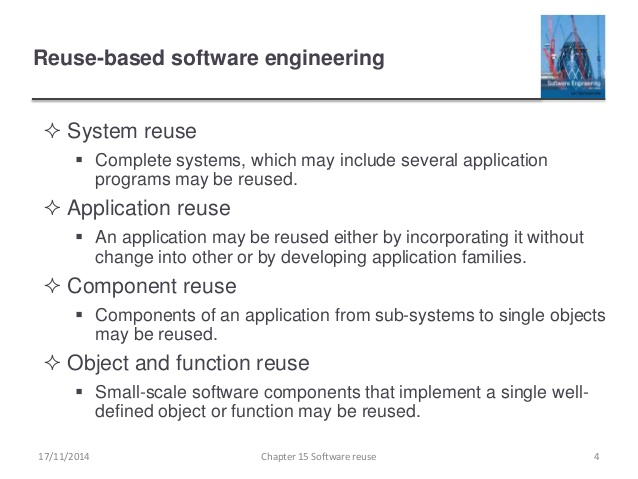 Reuse-based software engineering
Software Engineering
✧ System reuse
▪ Complete systems, which may include several application
programs may be reused.
✧ Application reuse
▪ An application may be reused either by incorporating it without
change into other or by developing application families.
✧ Component reuse
▪ Components of an application from sub-systems to single objects
may be reused.
✧ Object and function reuse
▪ Small-scale software components that implement a single well-
defined object or function may be reused.
17/11/2014 Chapter 15 Software reuse 4